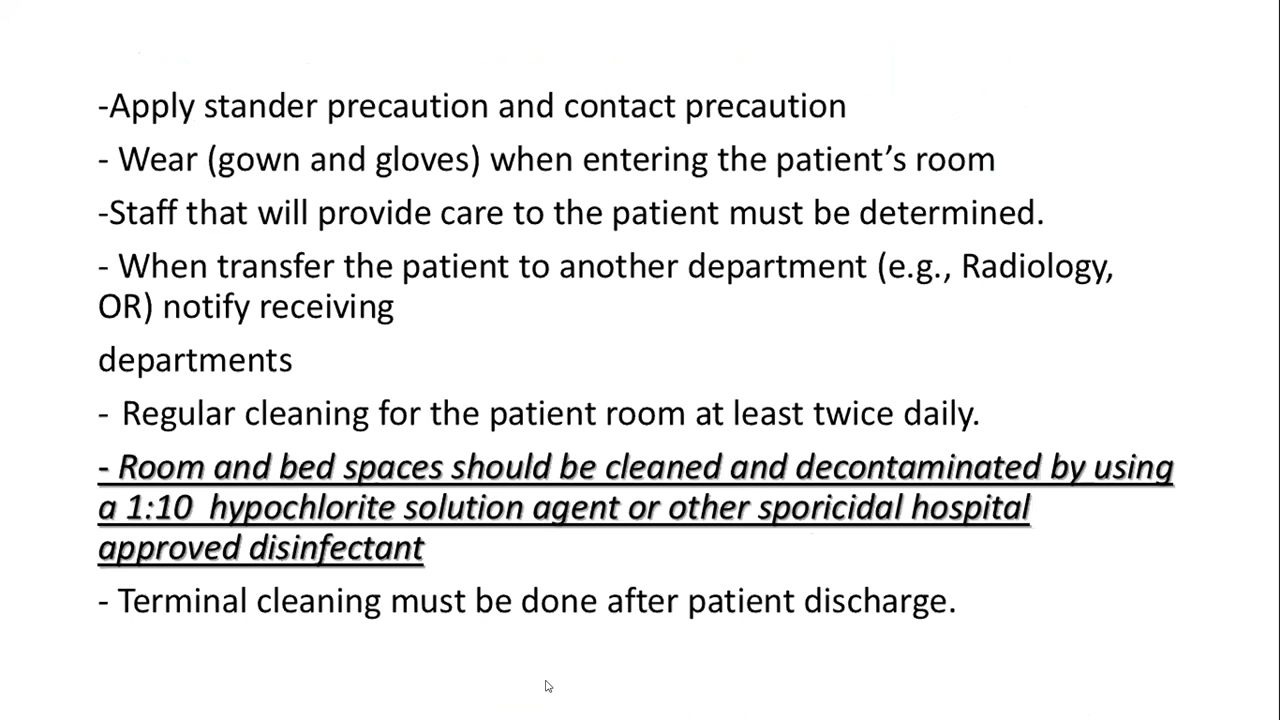 -Apply stander precaution and contact precaution
- Wear (gown and gloves) when entering the patient’s room
-Staff that will provide care to the patient must be determined.
- When transfer the patient to another department (e.g., Radiology,
OR) notify receiving
departments
- Regular cleaning for the patient room at least twice daily.
- Room and bed spaces should be cleaned and decontaminated by using
a 1:10 hypochlorite solution agent or other sporicidal hospital
approved disinfectant
- Terminal cleaning must be done after patient discharge.